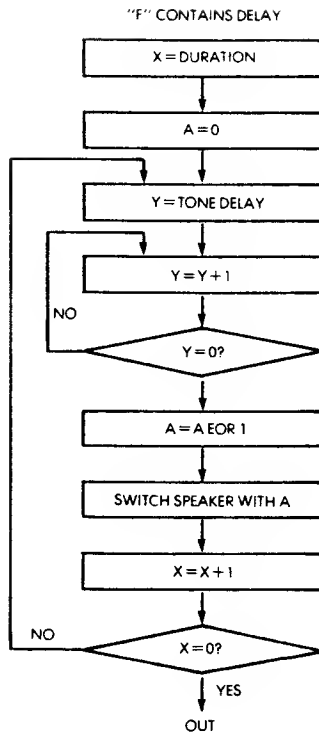 "F" CONTAINS DELAY
X = DURATION
A = 0
Y = TONE DELAY
Y = Y + 1
NO
Y = 0?
A = A EOR 1
SWITCH SPEAKER WITH A
X = X + 1
NO
X = 0?
YES
OUT